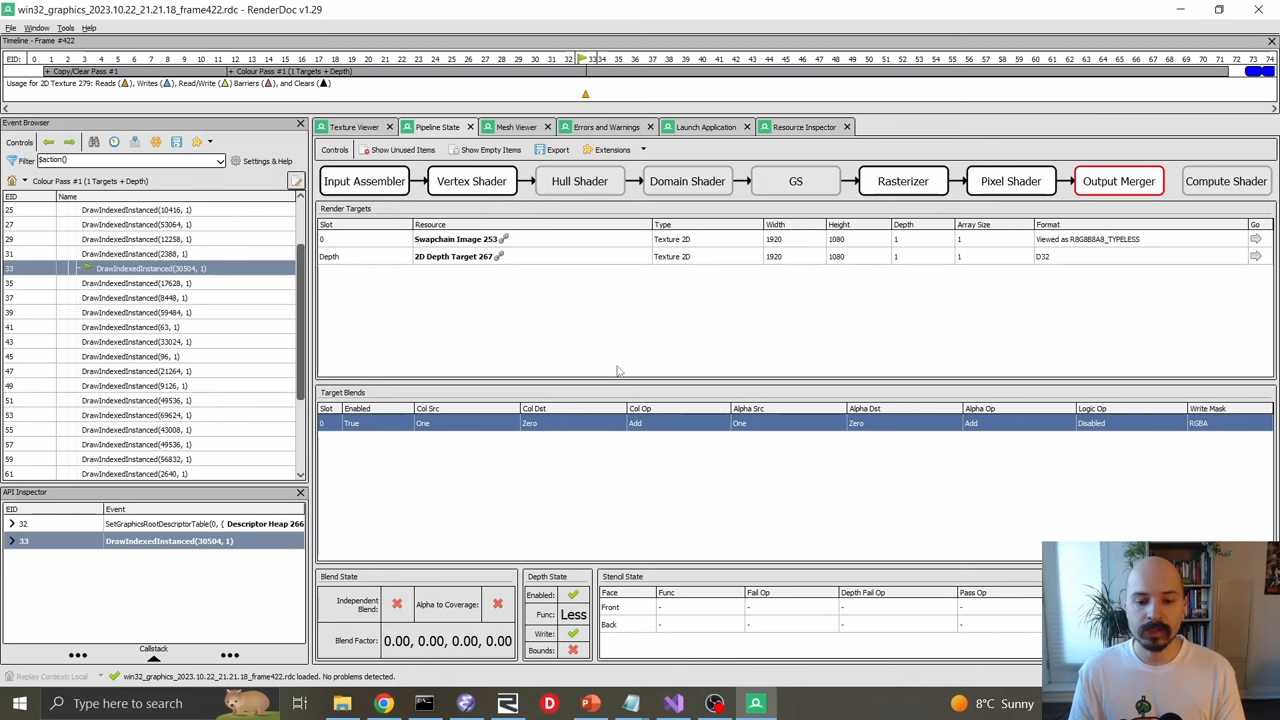 win32_graphics_2023.10.22_21.21.18_frame422.rdc - RenderDoc v1.29
File Window Tools Help
Timeline - Frame #422
EID: 0 1 2 3 4 5 6 7 8 9 10 11 12 13 14 15 16 17 18 19 20 21 22 23 24 25 26 27 28 29 30 31 32 33 34 35 36 37 38 39 40 41 42 43 44 45 46 47 48 49 50 51 52 53 54 55 56 57 58 59 60 61 62 63 64 65 66 67 68 69 70 71 72 73 74
+ Copy/Clear Pass #1 + Colour Pass #1 (1 Targets + Depth)
Usage for 2D Texture 279: Reads ( ), Writes ( ), Read/Write ( ) Barriers ( ), and Clears ( )
Event Browser
Controls
Filter $action() Settings & Help
Colour Pass #1 (1 Targets + Depth)
EID Name
25 DrawIndexedInstanced(10416, 1)
27 DrawIndexedInstanced(53064, 1)
29 DrawIndexedInstanced(12258, 1)
31 DrawIndexedInstanced(2388, 1)
33 DrawIndexedInstanced(30504, 1)
35 DrawIndexedInstanced(17628, 1)
37 DrawIndexedInstanced(8448, 1)
39 DrawIndexedInstanced(59484, 1)
41 DrawIndexedInstanced(63, 1)
43 DrawIndexedInstanced(33024, 1)
45 DrawIndexedInstanced(96, 1)
47 DrawIndexedInstanced(21264, 1)
49 DrawIndexedInstanced(9126, 1)
51 DrawIndexedInstanced(49536, 1)
53 DrawIndexedInstanced(69624, 1)
55 DrawIndexedInstanced(43008, 1)
57 DrawIndexedInstanced(49536, 1)
59 DrawIndexedInstanced(56832, 1)
61 DrawIndexedInstanced(2640, 1)
API Inspector
EID Event
32 SetGraphicsRootDescriptorTable(0, { Descriptor Heap 266
33 DrawIndexedInstanced(30504, 1)
Callstack
Replay Context: Local win32_graphics_2023.10.22_21.21.18_frame422.rdc loaded. No problems detected.
Texture Viewer Pipeline State Mesh Viewer Errors and Warnings Launch Application Resource Inspector
Controls Show Unused Items Show Empty Items Export Extensions
Input Assembler Vertex Shader Hull Shader Domain Shader GS Rasterizer Pixel Shader Output Merger Compute Shader
Render Targets
Slot Resource Type Width Height Depth Array Size Format Go
0 Swapchain Image 253 Texture 2D 1920 1080 1 1 Viewed as R8G8B8A8_TYPELESS
Depth 2D Depth Target 267 Texture 2D 1920 1080 1 1 D32
Target Blends
Slot Enabled Col Src Col Dst Col Op Alpha Src Alpha Dst Alpha Op Logic Op Write Mask
0 True One Zero Add One Zero Add Disabled RGBA
Blend State
Independent Blend: Alpha to Coverage:
Blend Factor: 0.00, 0.00, 0.00, 0.00
Depth State
Enabled:
Func: Less
Write:
Bounds:
Stencil State
Face Func Fail Op Depth Fail Op Pass Op
Front - - - -
Back - - - -
Type here to search 8°C Sunny